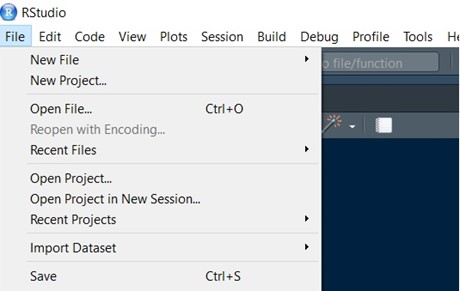 RStudio
File Edit Code View Plots Session Build Debug Profile Tools He
New File
New Project...
o file/function
Open File... Ctrl+O
Reopen with Encoding...
Recent Files
Open Project...
Open Project in New Session...
Recent Projects
Import Dataset
Save Ctrl+S